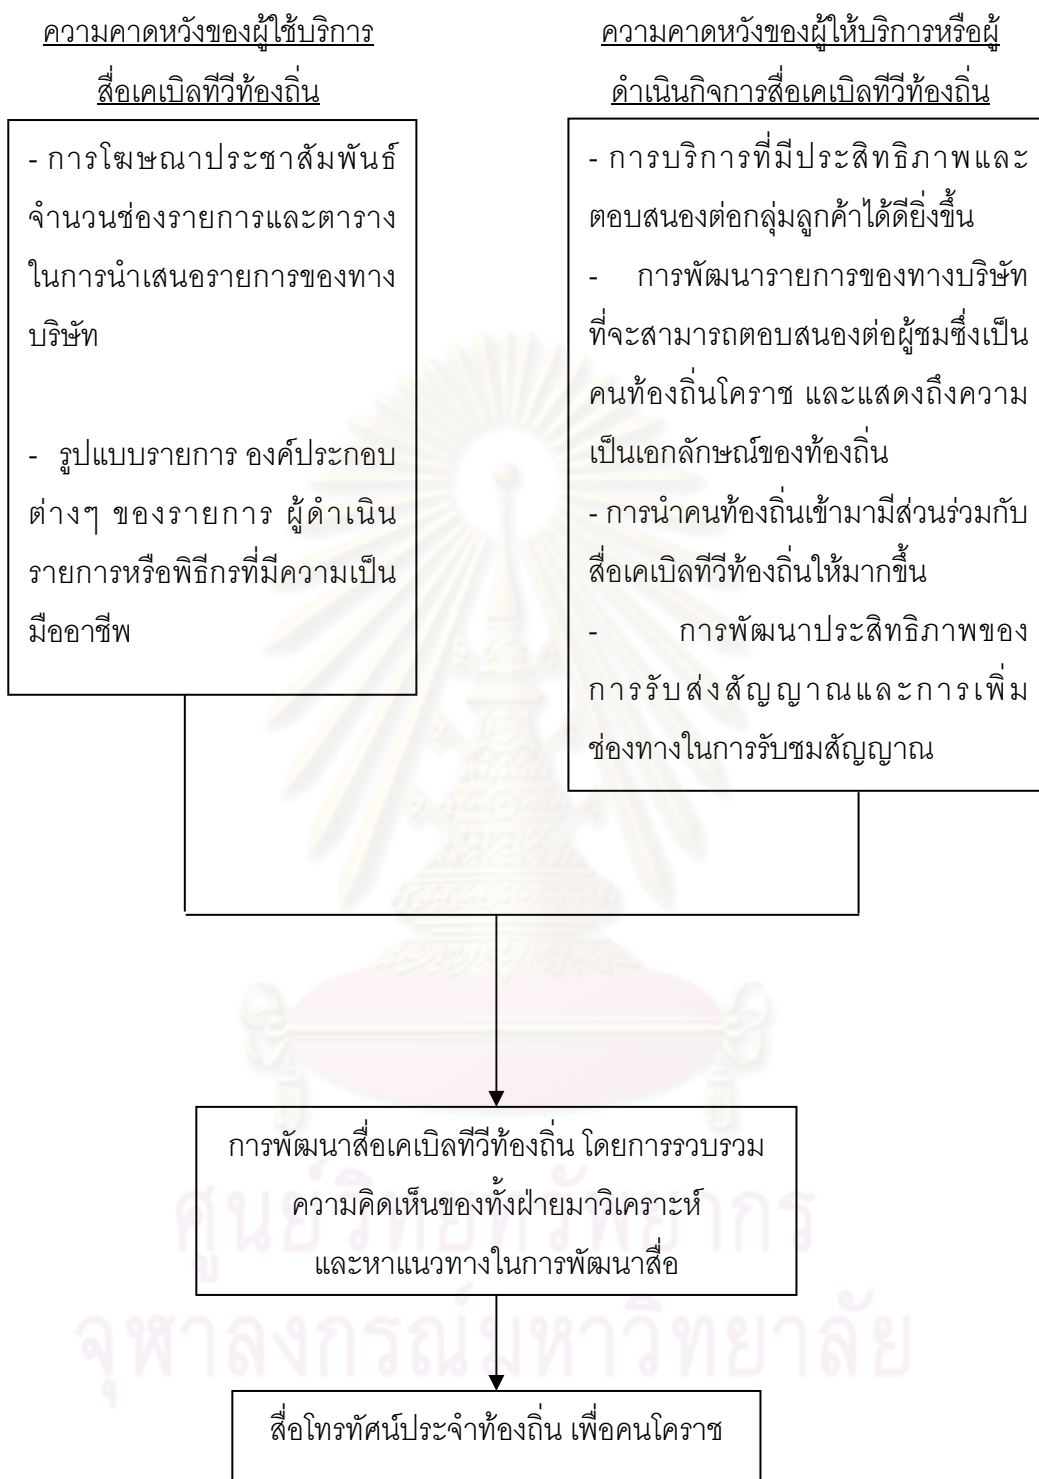 ความคาดหวังของผู้ใช้บริการ
สื่อเคเบิลทีวีท้องถิ่น
- การโฆษณาประชาสัมพันธ์
จำนวนช่องรายการและตาราง
ในการนำเสนอรายการของทาง
บริษัท
- รูปแบบรายการ องค์ประกอบ
ต่างๆ ของรายการ ผู้ดำเนิน
รายการหรือพิธีกรที่มีความเป็น
มืออาชีพ
ความคาดหวังของผู้ให้บริการหรือผู้
ดำเนินกิจการสื่อเคเบิลทีวีท้องถิ่น
- การบริการที่มีประสิทธิภาพและ
ตอบสนองต่อกลุ่มลูกค้าได้ดียิ่งขึ้น
- การพัฒนารายการของทางบริษัท
ที่จะสามารถตอบสนองต่อผู้ชมซึ่งเป็น
คนท้องถิ่นโคราช และแสดงถึงความ
เป็นเอกลักษณ์ของท้องถิ่น
- การนำคนท้องถิ่นเข้ามามีส่วนร่วมกับ
สื่อเคเบิลทีวีท้องถิ่นให้มากขึ้น
- การพัฒนาประสิทธิภาพของ
การรับส่งสัญญาณและการเพิ่ม
ช่องทางในการรับชมสัญญาณ
การพัฒนาสื่อเคเบิลทีวีท้องถิ่น โดยการรวบรวม
ความคิดเห็นของทั้งฝ่ายมาวิเคราะห์
และหาแนวทางในการพัฒนาสื่อ
ศูนย์วิทยทรัพยากร
จุฬาลงกรณ์มหาวิทยาลัย
สื่อโทรทัศน์ประจำท้องถิ่น เพื่อคนโคราช